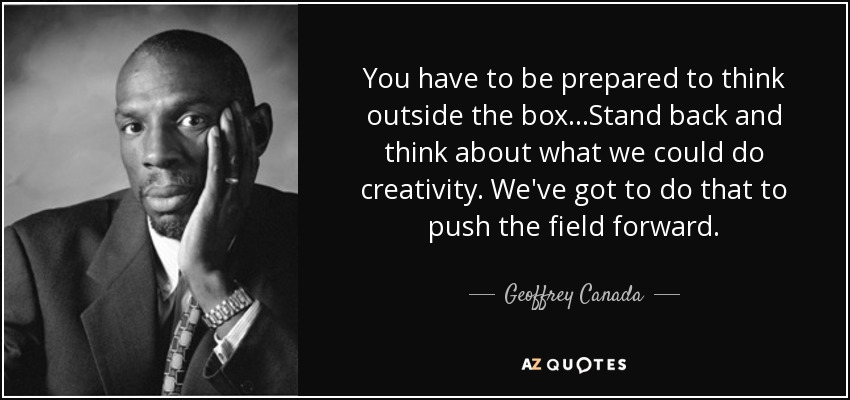 You have to be prepared to think
outside the box...Stand back and
think about what we could do
creativity. We've got to do that to
push the field forward.
Geoffrey Canada
AZ QUOTES